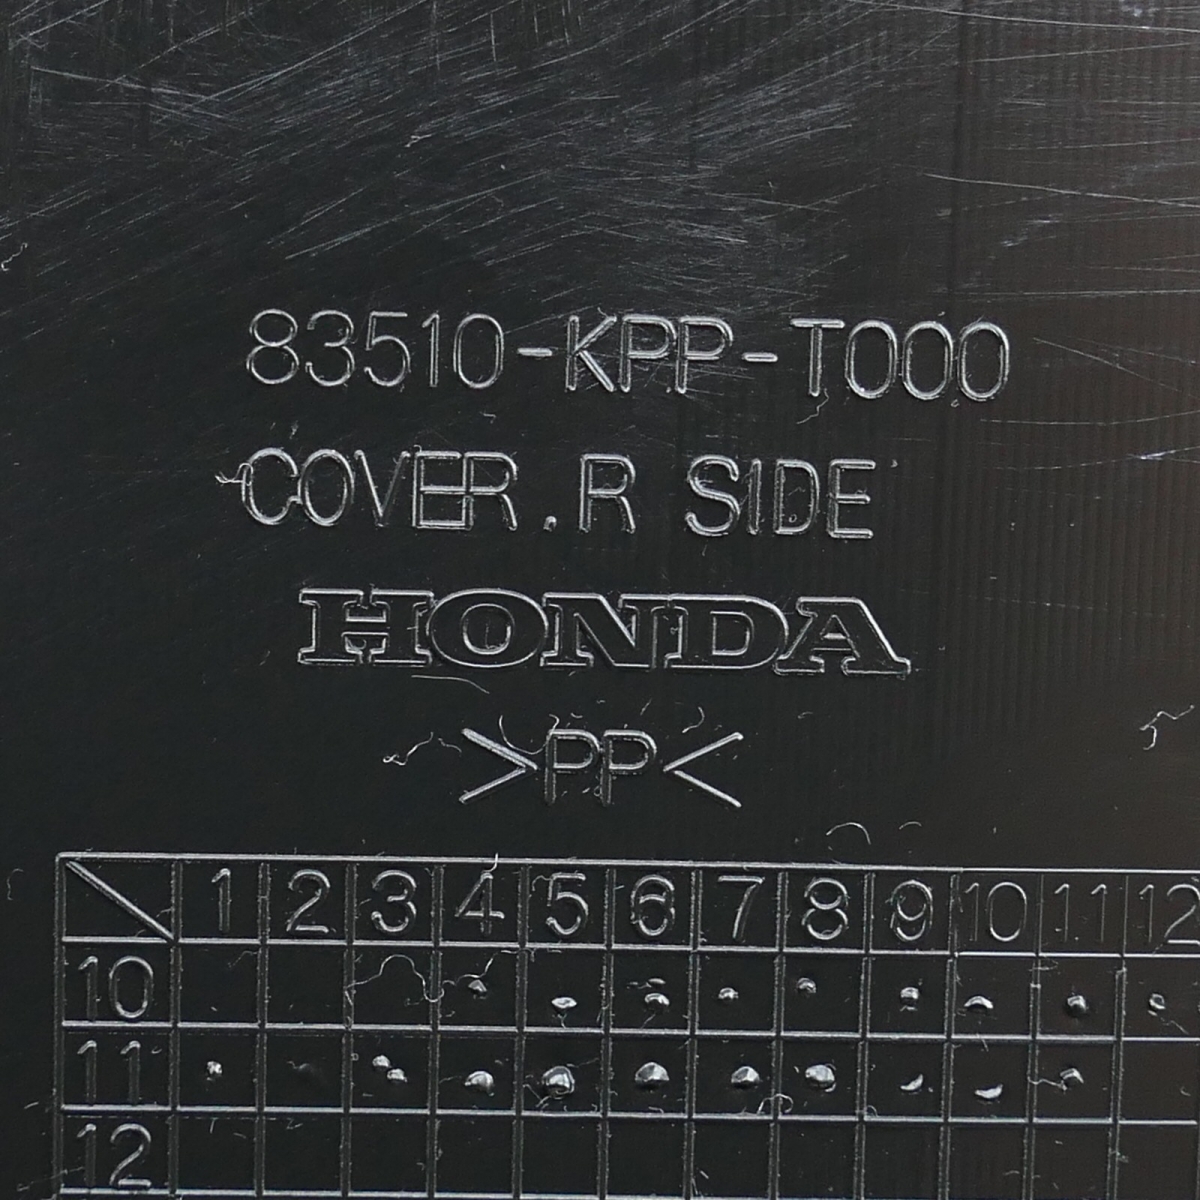 83510-KPP-T000
COVER.R SIDE
HONDA
>PP<
1 2 3 4 5 6 7 8 9 10 11 12
10
11
12